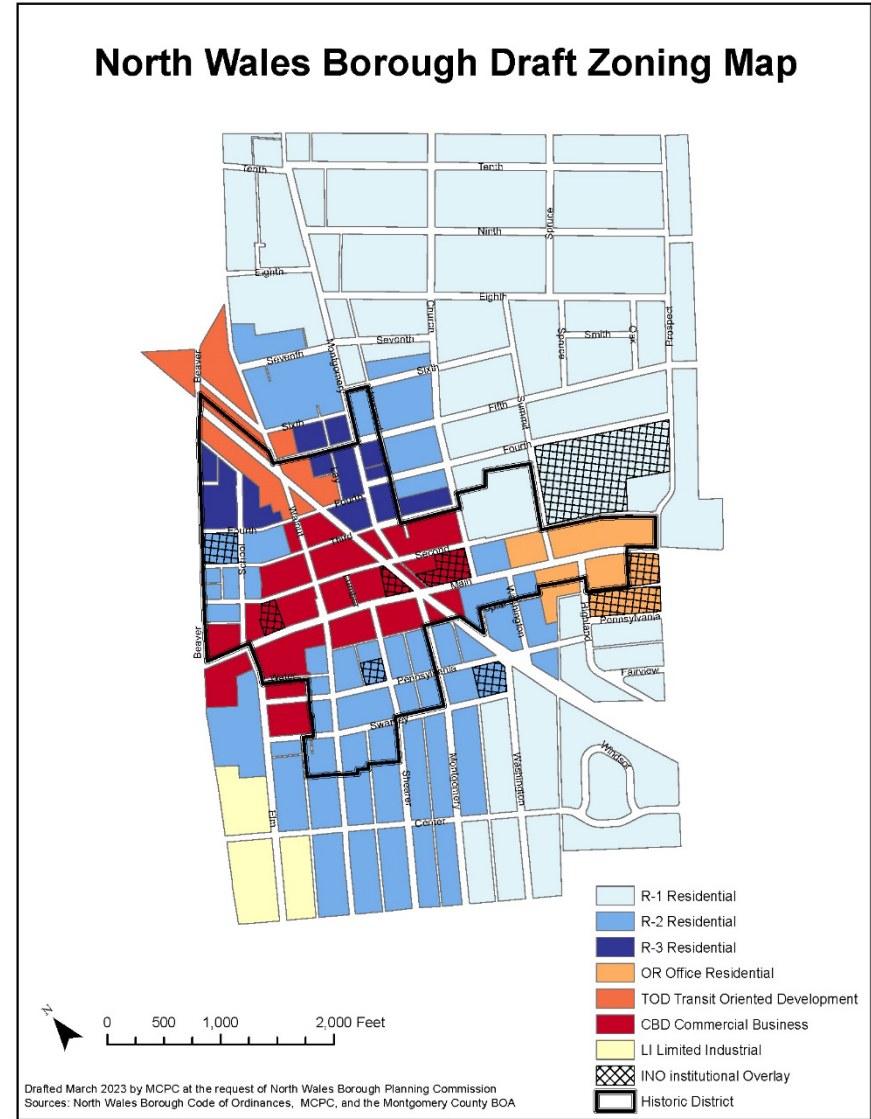 North Wales Borough Draft Zoning Map
Tenth
Tenth
Spruce
Ninth
Eighth
Eighth
Church
Prospect
Seventh
Spruce
Smith
Oak
Beaver
Montgomery
Seventh
Sixth
Summit
Fifth
Sixth
Fourth
Fourth
Walnut
Third
Fourth
School
Second
Main
Washington
Highland
Pennsylvania
Beaver
Pennsylvania
Fairview
Swartley
Windsor
Shearer
Montgomery
Washington
Elm
Center
R-1 Residential
R-2 Residential
R-3 Residential
OR Office Residential
TOD Transit Oriented Development
CBD Commercial Business
LI Limited Industrial
INO institutional Overlay
Historic District
N
0 500 1,000 2,000 Feet
Drafted March 2023 by MCPC at the request of North Wales Borough Planning Commission
Sources: North Wales Borough Code of Ordinances, MCPC, and the Montgomery County BOA